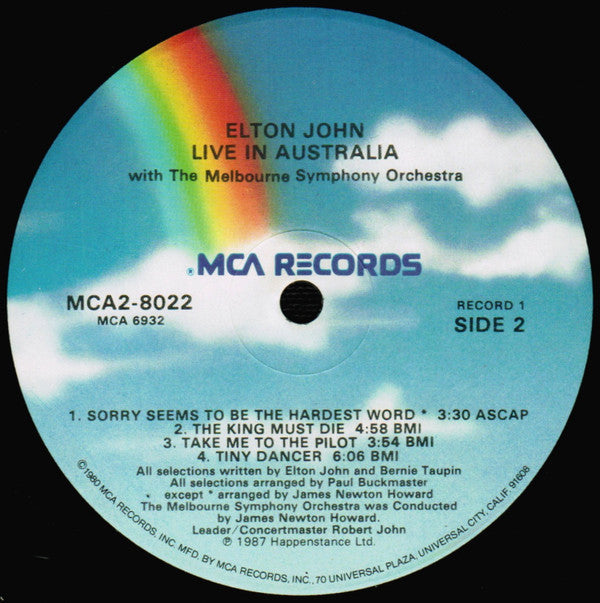 ELTON JOHN
LIVE IN AUSTRALIA
with The Melbourne Symphony Orchestra
® MCA RECORDS
MCA2-8022
MCA 6932
RECORD 1
SIDE 2
1. SORRY SEEMS TO BE THE HARDEST WORD * 3:30 ASCAP
2. THE KING MUST DIE 4:58 BMI
3. TAKE ME TO THE PILOT 3:54 BMI
4. TINY DANCER 6:06 BMI
All selections written by Elton John and Bernie Taupin
All selections arranged by Paul Buckmaster
except * arranged by James Newton Howard
The Melbourne Symphony Orchestra was Conducted
by James Newton Howard.
Leader/Concertmaster Robert John
℗ 1987 Happenstance Ltd.
©1980 MCA RECORDS, INC. MFD. BY MCA RECORDS, INC., 70 UNIVERSAL PLAZA, UNIVERSAL CITY, CALIF. 91608